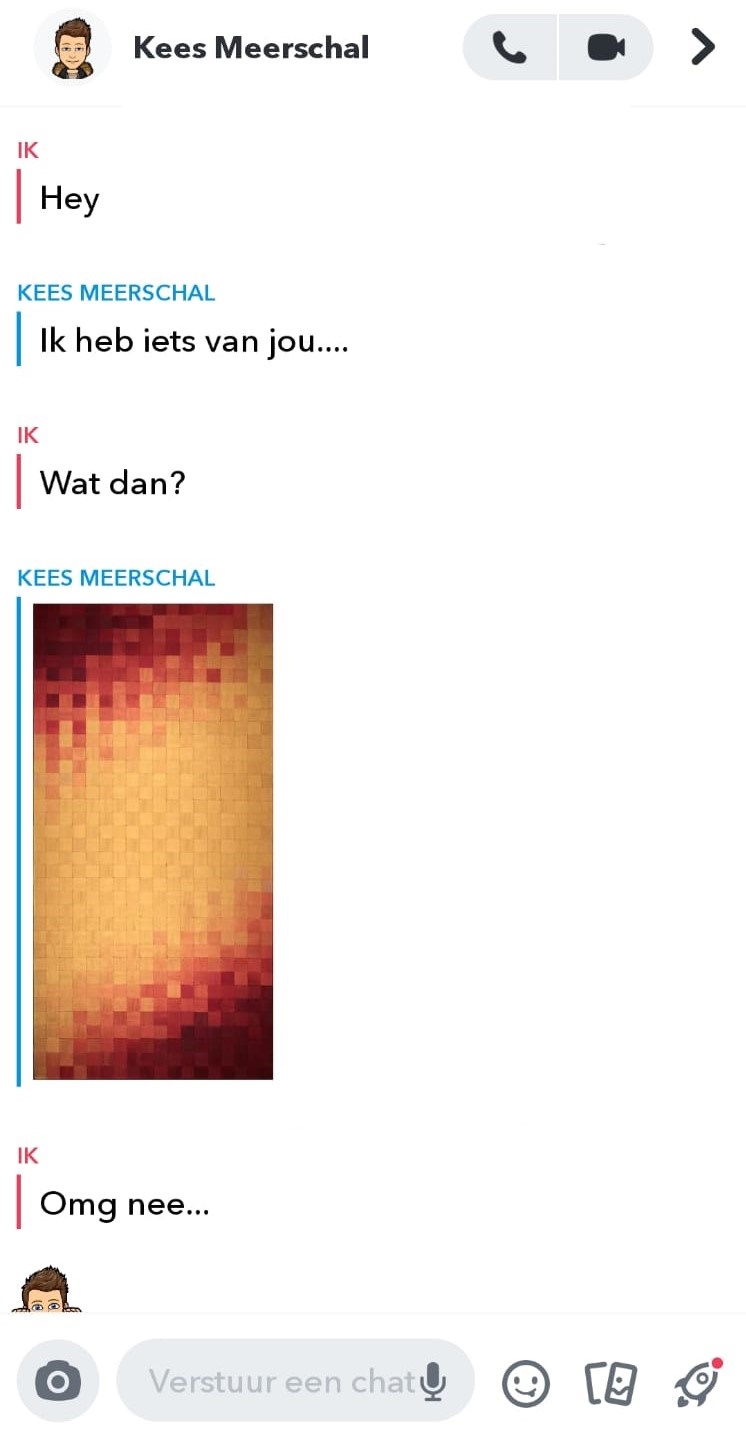 Kees Meerschal
IK
Hey
KEES MEERSCHAL
Ik heb iets van jou....
IK
Wat dan?
KEES MEERSCHAL
IK
Omg nee...
Verstuur een chat